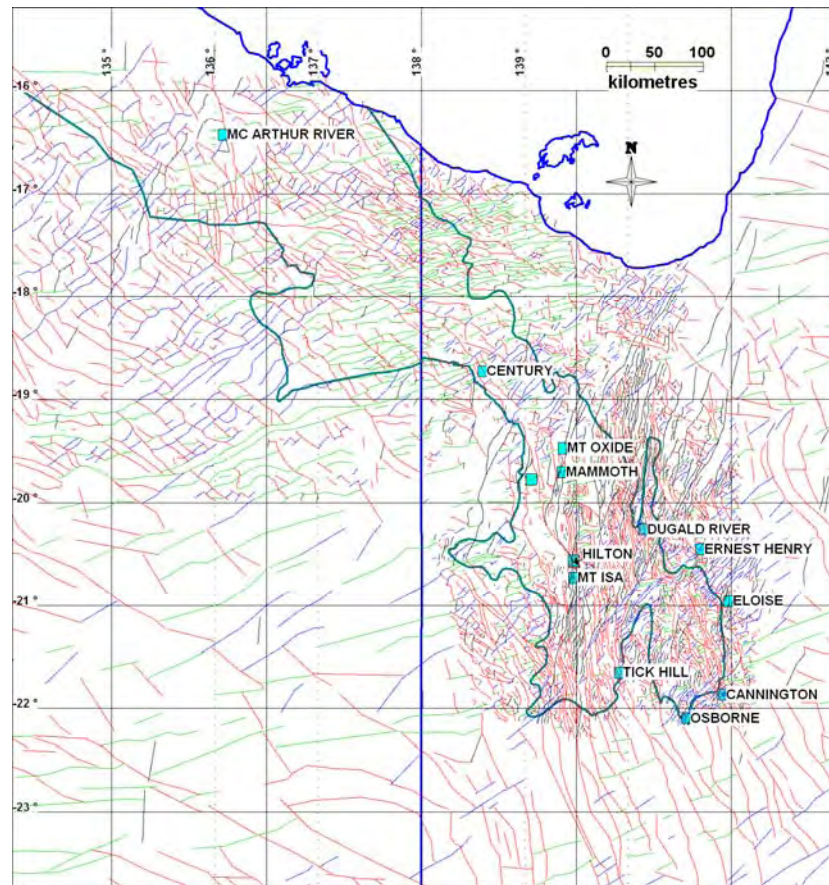 135 °
136 °
137 °
138 °
139 °
0 50 100
kilometres
-16 °
MC ARTHUR RIVER
N
-17 °
-18 °
CENTURY
-19 °
MT OXIDE
MAMMOTH
-20 °
DUGALD RIVER
HILTON
ERNEST HENRY
MT ISA
-21 °
ELOISE
TICK HILL
-22 °
CANNINGTON
OSBORNE
-23 °